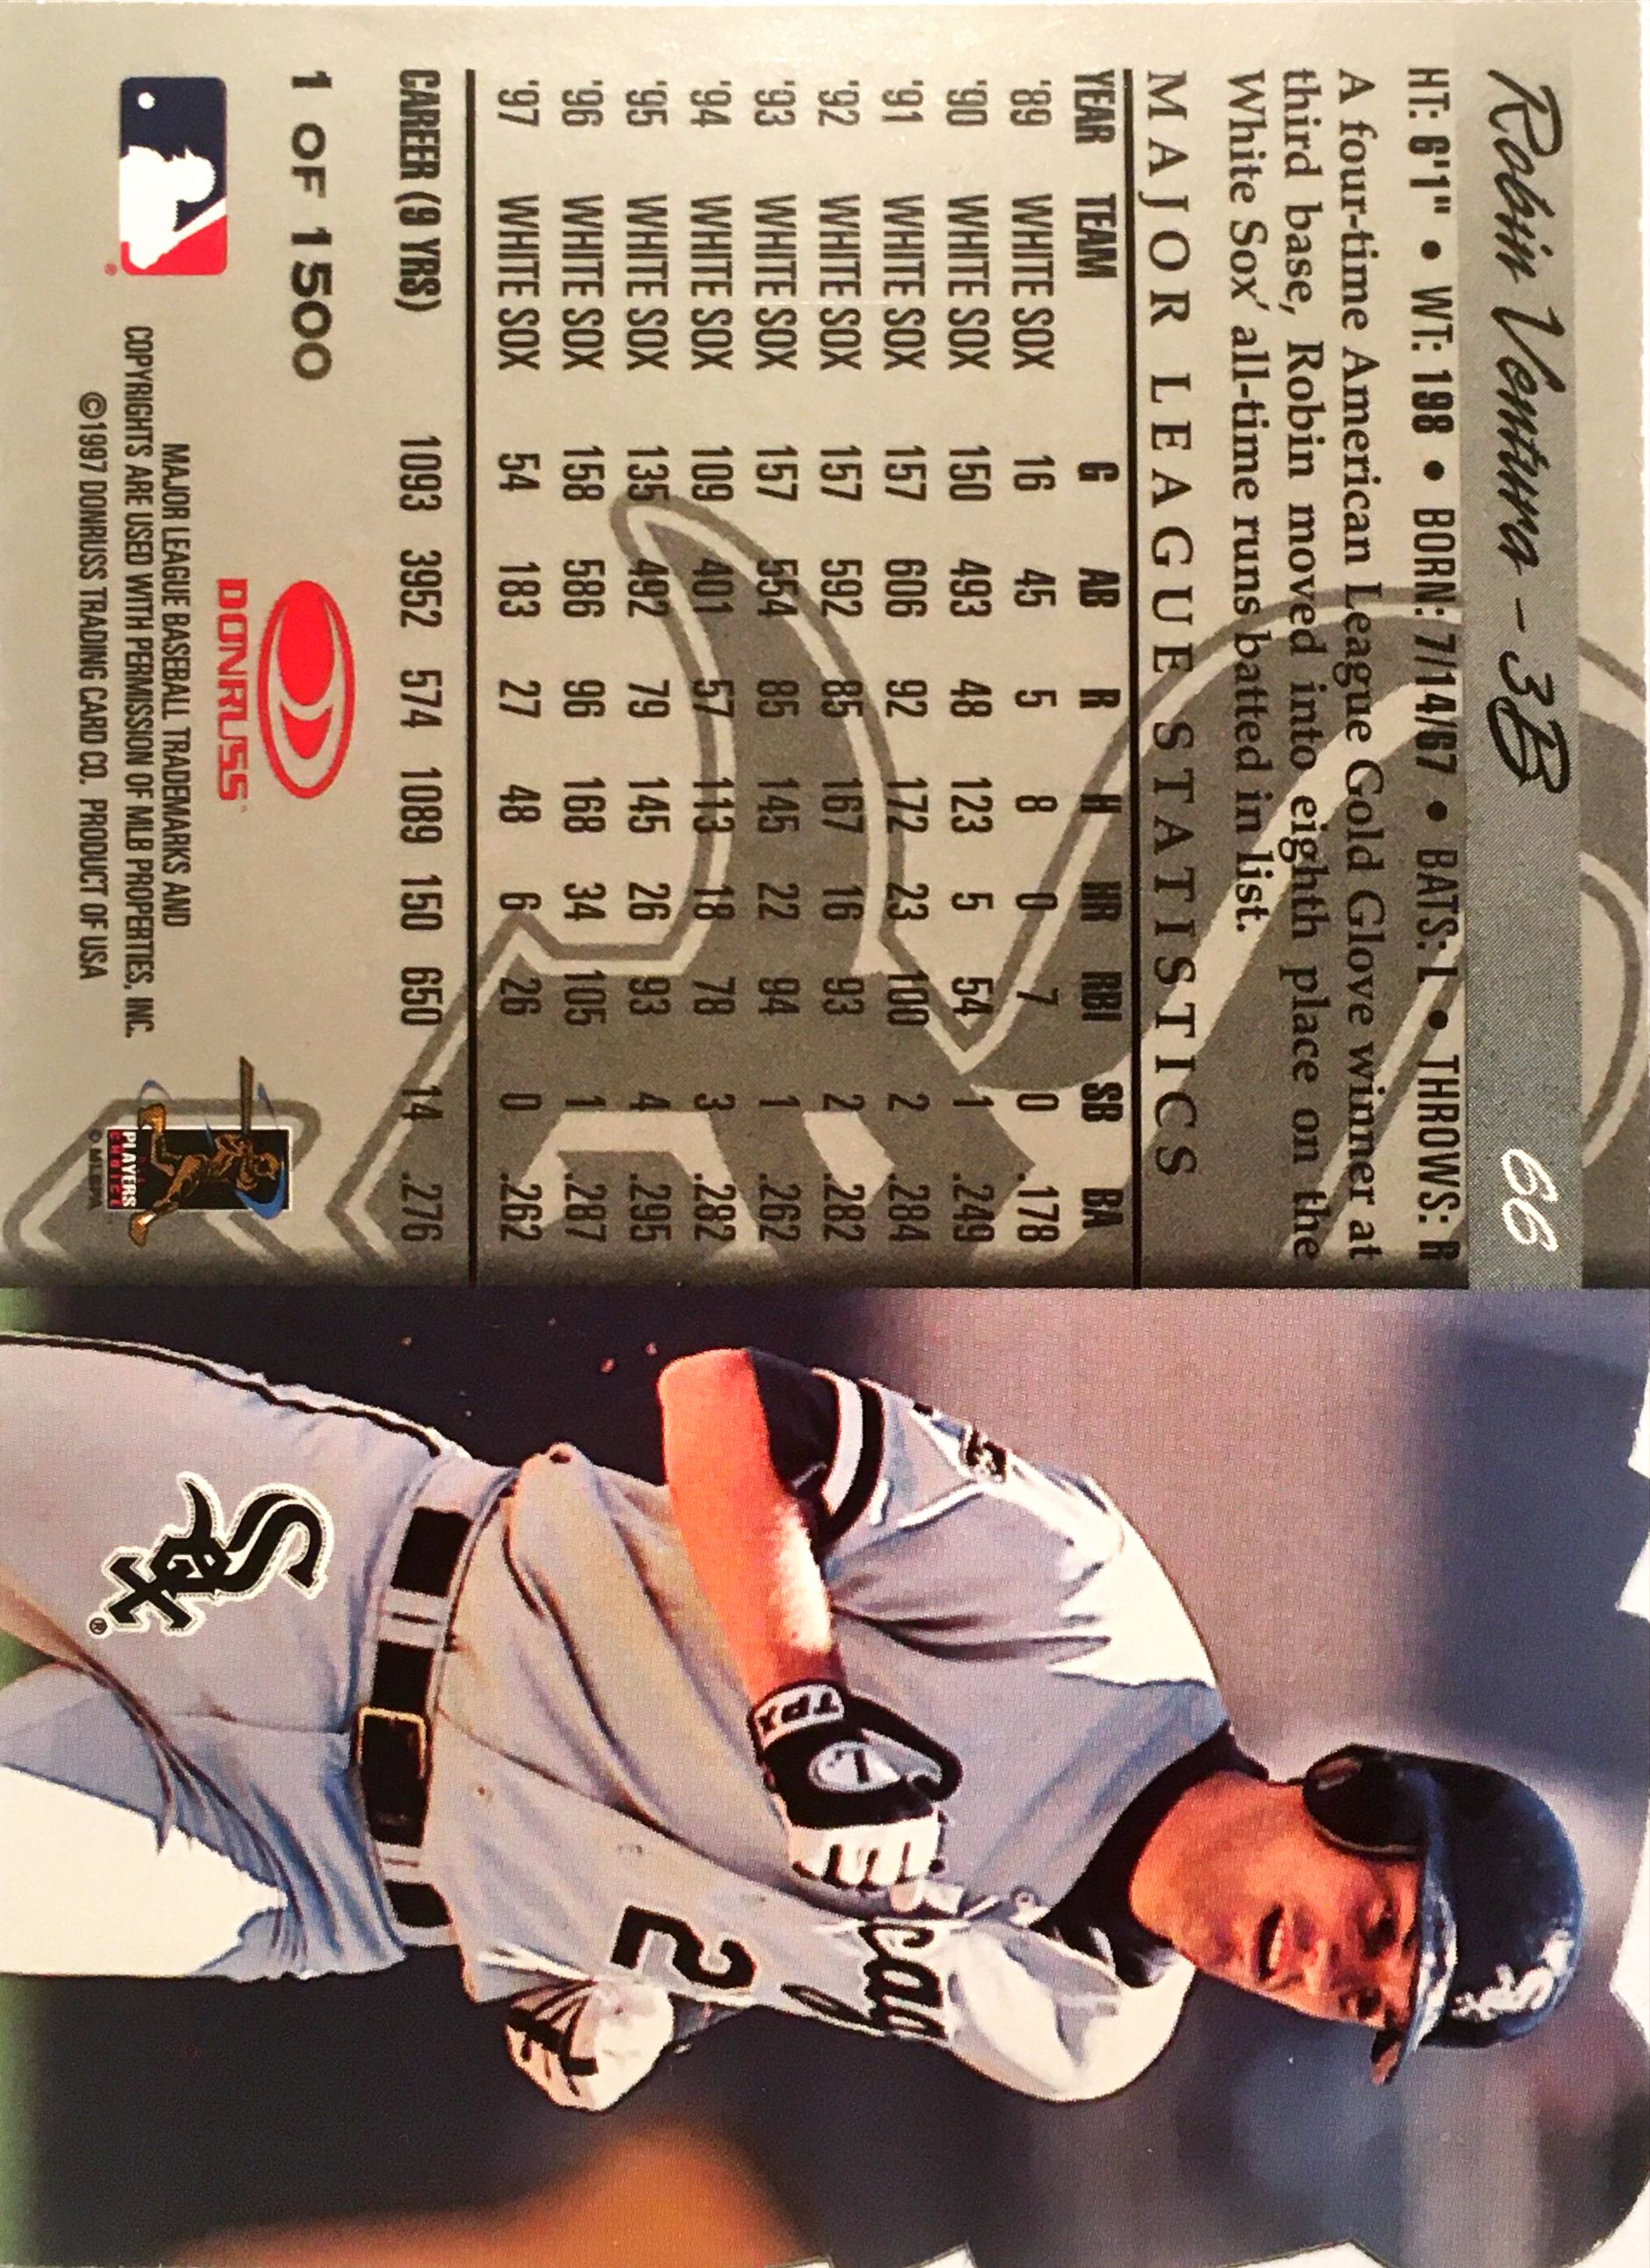 Robin Ventura - 3B 66
HT: 6'1" • WT: 198 • BORN: 7/14/67 • BATS: L • THROWS: R
A four-time American League Gold Glove winner at
third base, Robin moved into eighth place on the
White Sox' all-time runs batted in list.
MAJOR LEAGUE STATISTICS
YEAR TEAM G AB R H HR RBI SB BA
'89 WHITE SOX 16 45 5 8 0 7 0 .178
'90 WHITE SOX 150 493 48 123 5 54 1 .249
'91 WHITE SOX 157 606 92 172 23 100 2 .284
'92 WHITE SOX 157 592 85 167 16 93 2 .282
'93 WHITE SOX 157 554 85 145 22 94 1 .262
'94 WHITE SOX 109 401 57 113 18 78 3 .282
'95 WHITE SOX 135 492 79 145 26 93 4 .295
'96 WHITE SOX 158 586 96 168 34 105 1 .287
'97 WHITE SOX 54 183 27 48 6 26 0 .262
CAREER (9 YRS) 1093 3952 574 1089 150 650 14 .276
1 OF 1500
DONRUSS
MAJOR LEAGUE BASEBALL TRADEMARKS AND
COPYRIGHTS ARE USED WITH PERMISSION OF MLB PROPERTIES, INC.
©1997 DONRUSS TRADING CARD CO. PRODUCT OF USA
PLAYERS
CHOICE
© MLBPA
Sox
®
TPX
cag
2
Sox